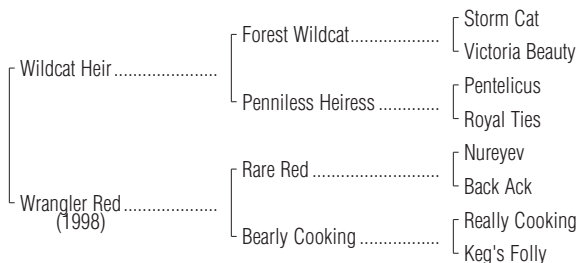 Storm Cat
Forest Wildcat....................
Victoria Beauty
Wildcat Heir.......................
Pentelicus
Penniless Heiress .............
Royal Ties
Nureyev
Rare Red ............................
Back Ack
Wrangler Red.....................
(1998)
Really Cooking
Bearly Cooking ..................
Keg's Folly